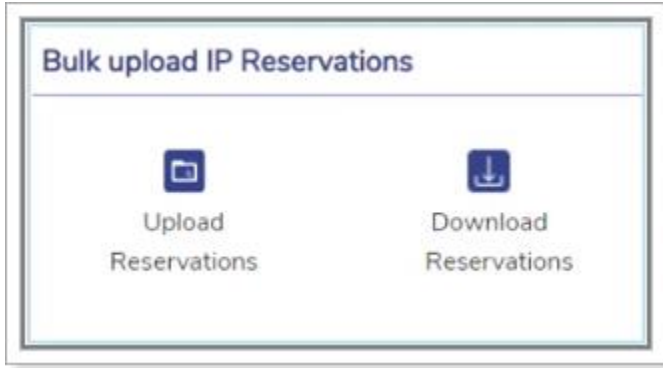 Bulk upload IP Reservations
Upload
Reservations
Download
Reservations